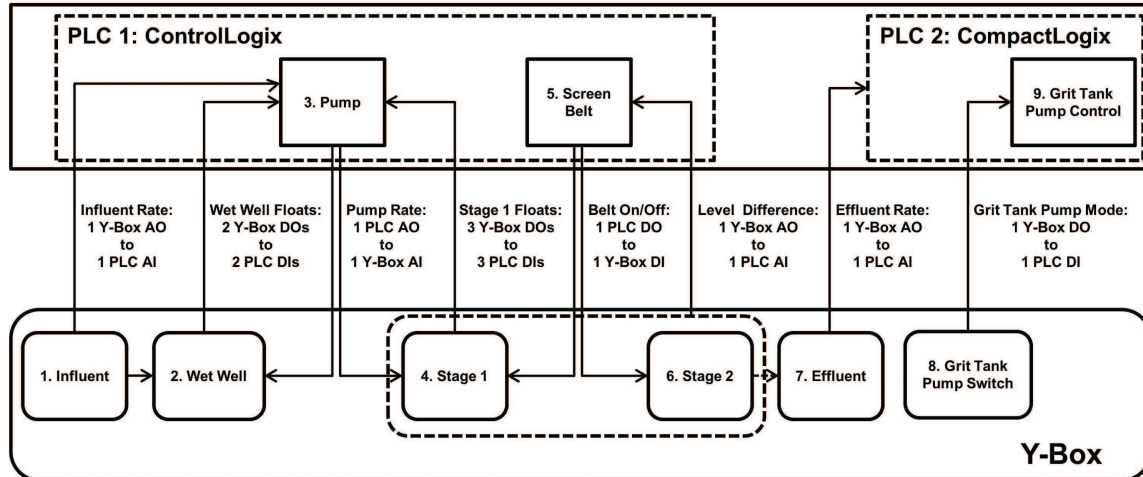 PLC 1: ControlLogix
PLC 2: CompactLogix
3. Pump
5. Screen
Belt
9. Grit Tank
Pump Control
Influent Rate:
1 Y-Box AO
to
1 PLC AI
Wet Well Floats:
2 Y-Box DOs
to
2 PLC DIs
Pump Rate:
1 PLC AO
to
1 Y-Box AI
Stage 1 Floats:
3 Y-Box DOs
to
3 PLC DIs
Belt On/Off:
1 PLC DO
to
1 Y-Box DI
Level Difference:
1 Y-Box AO
to
1 PLC AI
Effluent Rate:
1 Y-Box AO
to
1 PLC AI
Grit Tank Pump Mode:
1 Y-Box DO
to
1 PLC DI
1. Influent
2. Wet Well
4. Stage 1
6. Stage 2
7. Effluent
8. Grit Tank
Pump Switch
Y-Box